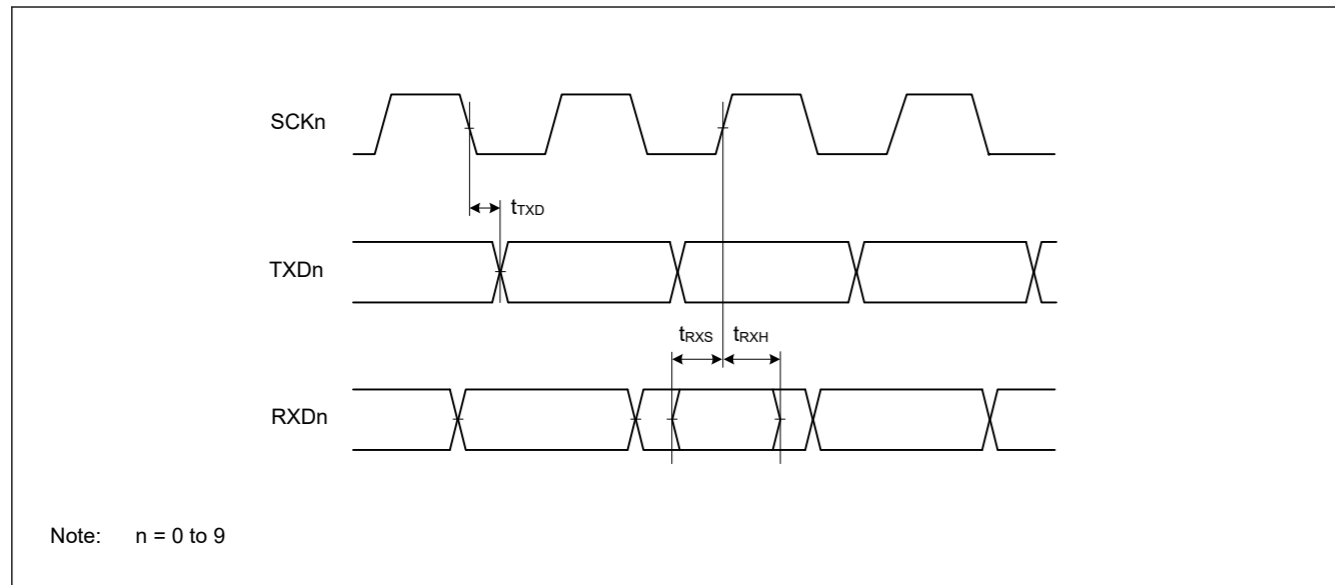 SCKn
tTXD
TXDn
tRXS tRXH
RXDn
Note: n = 0 to 9